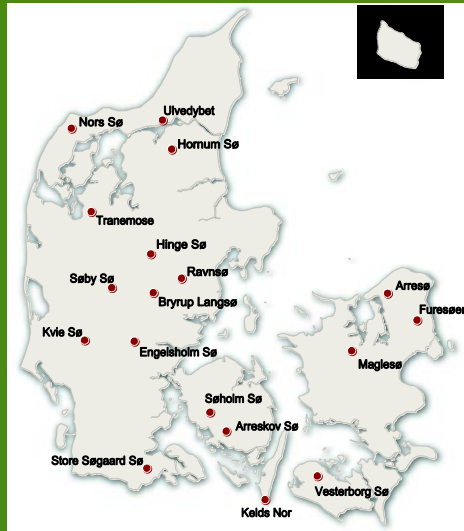 Ulvedybet
Nors Sø
Hornum Sø
Tranemose
Hinge Sø
Ravnsø
Søby Sø
Bryrup Langsø
Arresø
Furesøen
Kvie Sø
Engelsholm Sø
Maglesø
Søholm Sø
Arreskov Sø
Store Søgaard Sø
Vesterborg Sø
Kelds Nor